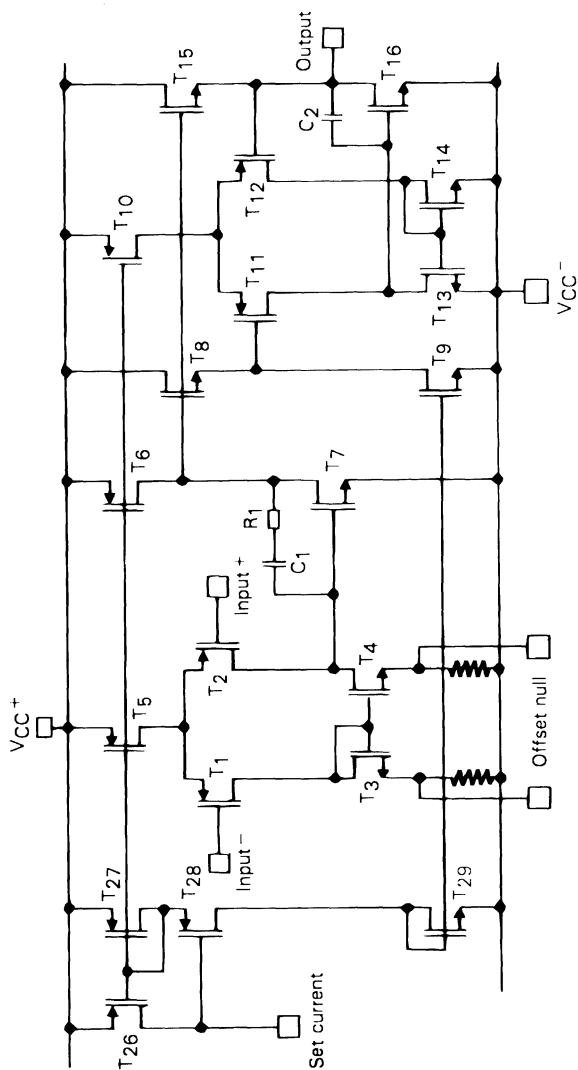 VCC+
T27
T26
T28
T5
T6
T8
T10
T15
Output
T1
T2
Input-
Input+
R1
C1
T7
T11
T12
C2
T16
Set current
T29
T3
T4
T9
T13
T14
Offset null
VCC-